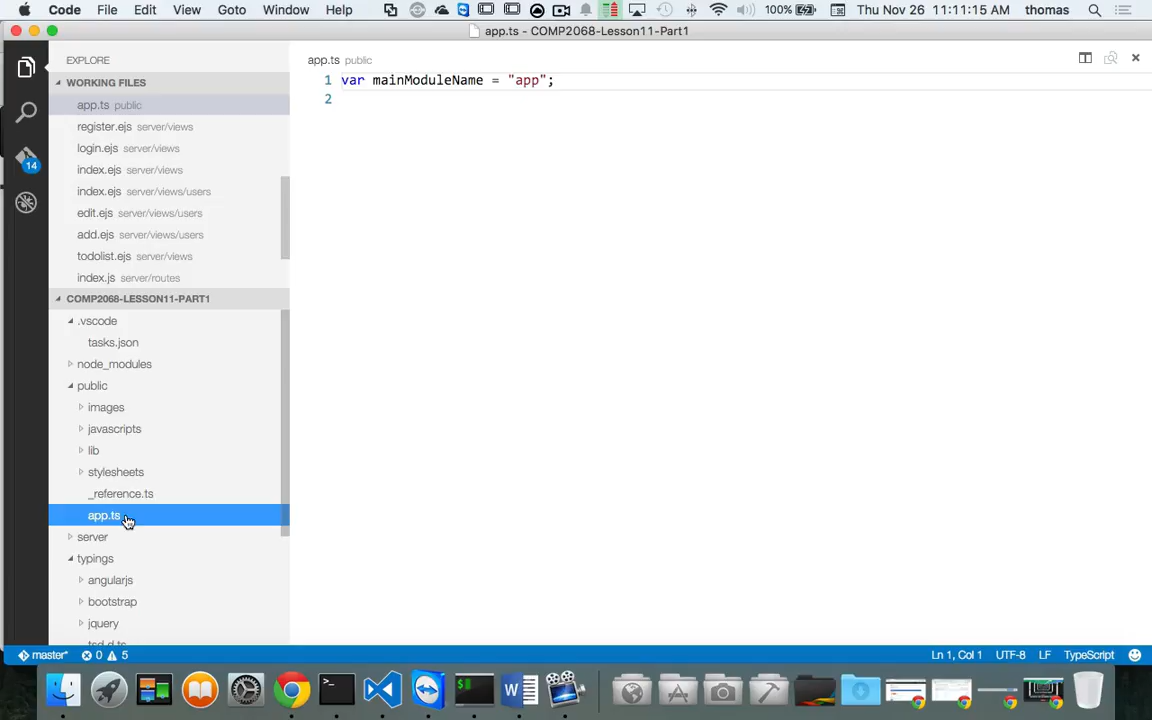 Code File Edit View Goto Window Help 100% Thu Nov 26 11:11:15 AM thomas
app.ts - COMP2068-Lesson11-Part1
EXPLORE
WORKING FILES
app.ts public
register.ejs server/views
login.ejs server/views
index.ejs server/views
index.ejs server/views/users
edit.ejs server/views/users
add.ejs server/views/users
todolist.ejs server/views
index.js server/routes
COMP2068-LESSON11-PART1
.vscode
tasks.json
node_modules
public
images
javascripts
lib
stylesheets
_reference.ts
app.ts
server
typings
angularjs
bootstrap
jquery
tsd.d.ts
14
app.ts public
1 var mainModuleName = "app";
2
master* 0 5 Ln 1, Col 1 UTF-8 LF TypeScript